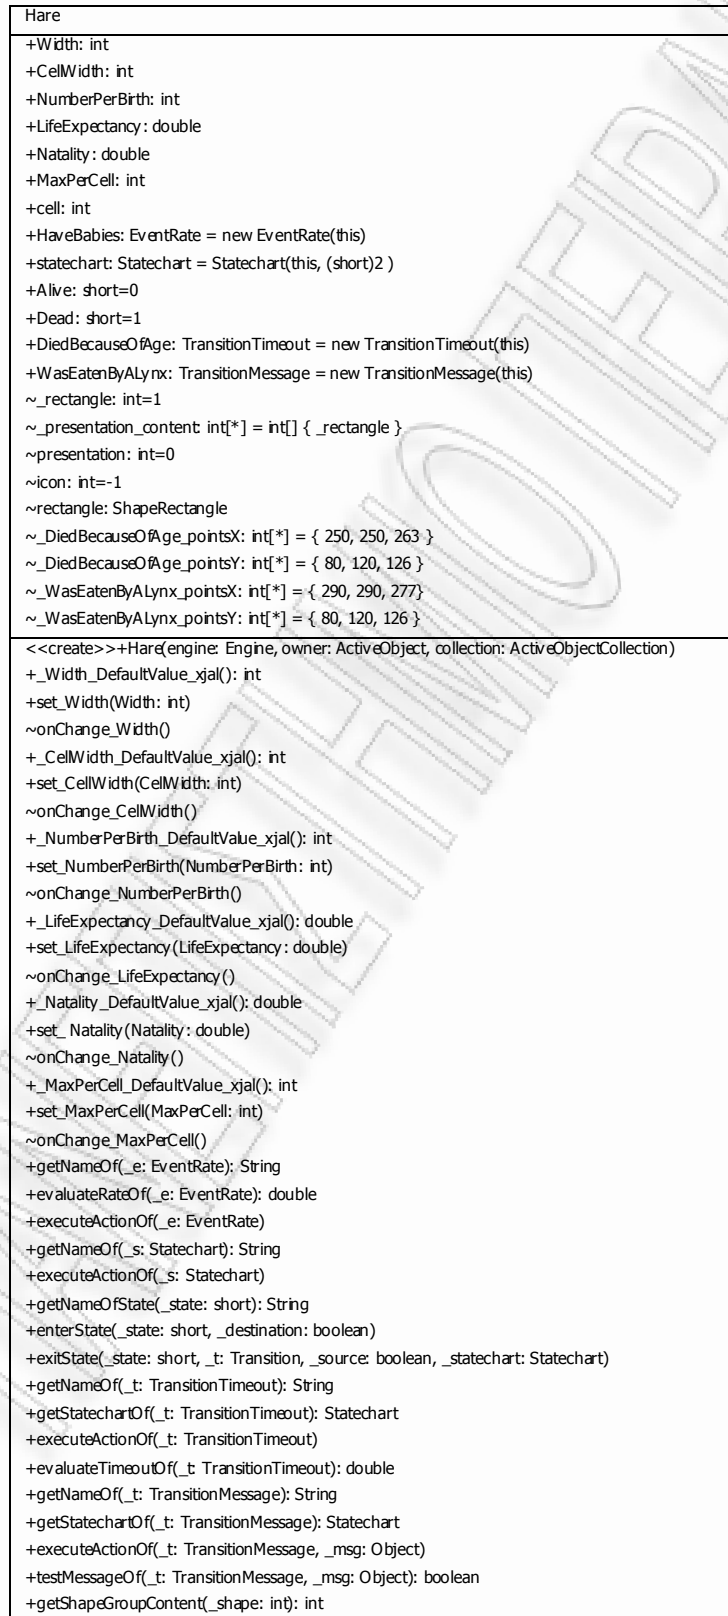 Hare
+Width: int
+CellWidth: int
+NumberPerBirth: int
+LifeExpectancy: double
+Natality: double
+MaxPerCell: int
+cell: int
+HaveBabies: EventRate = new EventRate(this)
+statechart: Statechart = Statechart(this, (short)2 )
+Alive: short=0
+Dead: short=1
+DiedBecauseOfAge: TransitionTimeout = new TransitionTimeout(this)
+WasEatenByALynx: TransitionMessage = new TransitionMessage(this)
~_rectangle: int=1
~_presentation_content: int[*] = int[] { _rectangle }
~presentation: int=0
~icon: int=-1
~rectangle: ShapeRectangle
~_DiedBecauseOfAge_pointsX: int[*] = { 250, 250, 263 }
~_DiedBecauseOfAge_pointsY: int[*] = { 80, 120, 126 }
~_WasEatenByALynx_pointsX: int[*] = { 290, 290, 277}
~_WasEatenByALynx_pointsY: int[*] = { 80, 120, 126 }
<<create>>+Hare(engine: Engine, owner: ActiveObject, collection: ActiveObjectCollection)
+_Width_DefaultValue_xjal(): int
+set_Width(Width: int)
~onChange_Width()
+_CellWidth_DefaultValue_xjal(): int
+set_CellWidth(CellWidth: int)
~onChange_CellWidth()
+_NumberPerBirth_DefaultValue_xjal(): int
+set_NumberPerBirth(NumberPerBirth: int)
~onChange_NumberPerBirth()
+_LifeExpectancy_DefaultValue_xjal(): double
+set_LifeExpectancy(LifeExpectancy: double)
~onChange_LifeExpectancy()
+_Natality_DefaultValue_xjal(): double
+set_ Natality(Natality: double)
~onChange_Natality()
+_MaxPerCell_DefaultValue_xjal(): int
+set_MaxPerCell(MaxPerCell: int)
~onChange_MaxPerCell()
+getNameOf(_e: EventRate): String
+evaluateRateOf(_e: EventRate): double
+executeActionOf(_e: EventRate)
+getNameOf(_s: Statechart): String
+executeActionOf(_s: Statechart)
+getNameOfState(_state: short): String
+enterState(_state: short, _destination: boolean)
+exitState(_state: short, _t: Transition, _source: boolean, _statechart: Statechart)
+getNameOf(_t: TransitionTimeout): String
+getStatechartOf(_t: TransitionTimeout): Statechart
+executeActionOf(_t: TransitionTimeout)
+evaluateTimeoutOf(_t: TransitionTimeout): double
+getNameOf(_t: TransitionMessage): String
+getStatechartOf(_t: TransitionMessage): Statechart
+executeActionOf(_t: TransitionMessage, _msg: Object)
+testMessageOf(_t: TransitionMessage, _msg: Object): boolean
+getShapeGroupContent(_shape: int): int